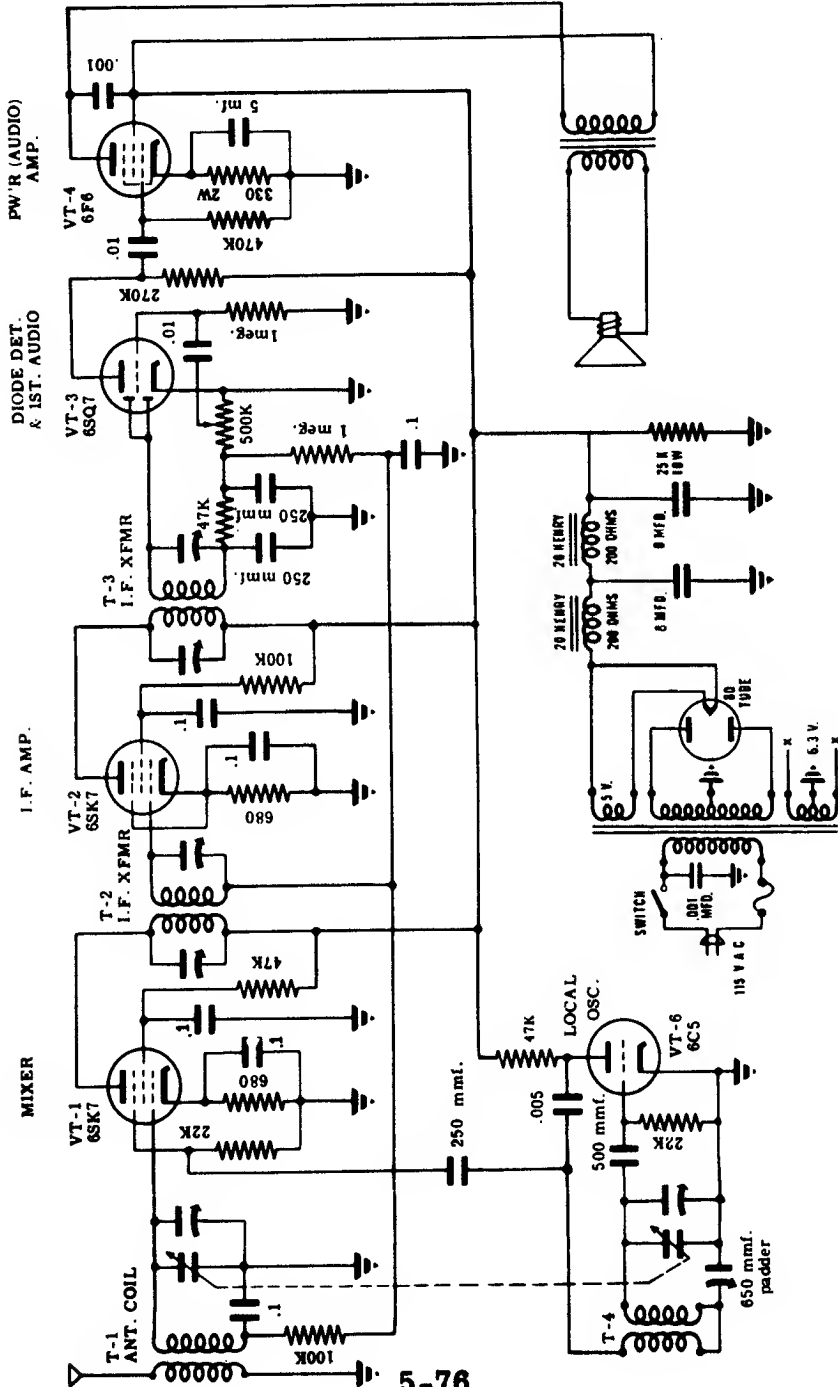 MIXER
I.F. AMP.
DIODE DET.
& 1ST. AUDIO
PW'R (AUDIO)
AMP.
VT-1
6SK7
T-2
I.F. XFMR
VT-2
6SK7
T-3
I.F. XFMR
VT-3
6SQ7
VT-4
6F6
T-1
ANT. COIL
.1
100K
22K
680
.1
.1
47K
680
.1
.1
100K
47K
250 mmf.
250 mmf
500K
1 meg.
.1
.01
1meg.
270K
.01
470K
330
2W
5 mf.
.001
250 mmf.
.005
47K
LOCAL
OSC.
VT-6
6C5
500 mmf.
22K
T-4
650 mmf.
padder
SWITCH
.001
MFD.
115 V A C
5 V.
6.3 V.
X
X
80
TUBE
20 HENRY
200 OHMS
20 HENRY
200 OHMS
8 MFD.
8 MFD.
25 K
10W
5-76